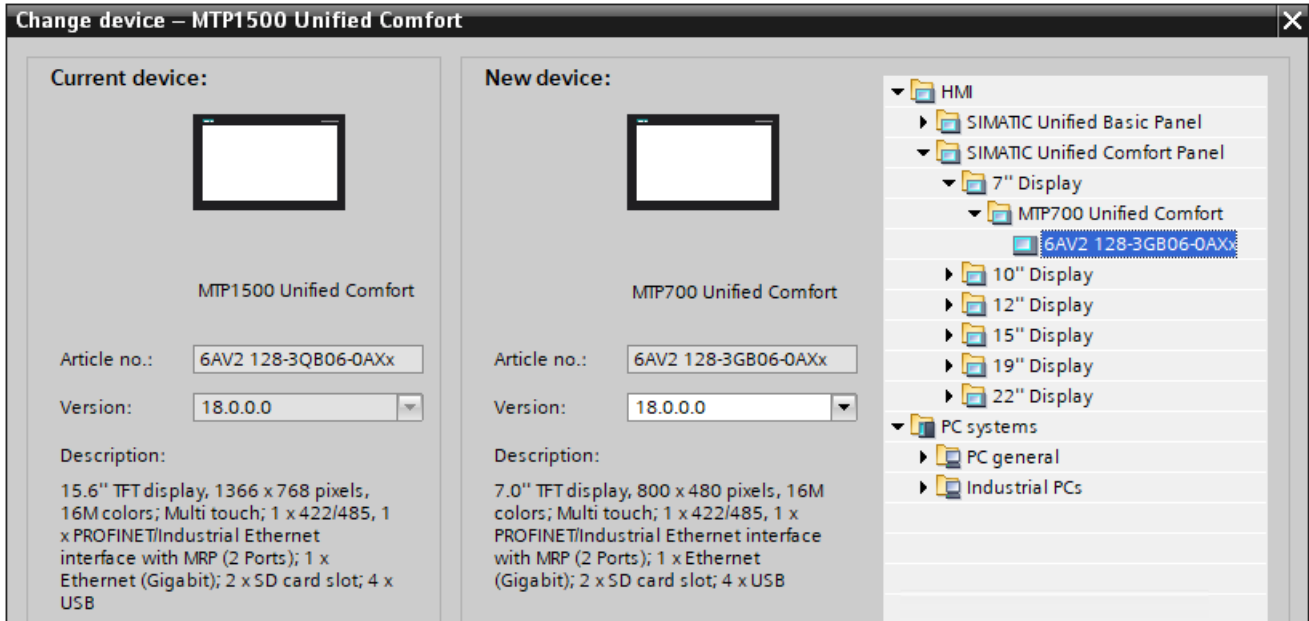 Change device – MTP1500 Unified Comfort
Current device:
MTP1500 Unified Comfort
Article no.: 6AV2 128-3QB06-0AXx
Version: 18.0.0.0
Description:
15.6'' TFT display, 1366 x 768 pixels,
16M colors; Multi touch; 1 x 422/485, 1
x PROFINET/Industrial Ethernet
interface with MRP (2 Ports); 1 x
Ethernet (Gigabit); 2 x SD card slot; 4 x
USB
New device:
MTP700 Unified Comfort
Article no.: 6AV2 128-3GB06-0AXx
Version: 18.0.0.0
Description:
7.0'' TFT display, 800 x 480 pixels, 16M
colors; Multi touch; 1 x 422/485, 1 x
PROFINET/Industrial Ethernet interface
with MRP (2 Ports); 1 x Ethernet
(Gigabit); 2 x SD card slot; 4 x USB
HMI
SIMATIC Unified Basic Panel
SIMATIC Unified Comfort Panel
7'' Display
MTP700 Unified Comfort
6AV2 128-3GB06-0AXx
10'' Display
12'' Display
15'' Display
19'' Display
22'' Display
PC systems
PC general
Industrial PCs